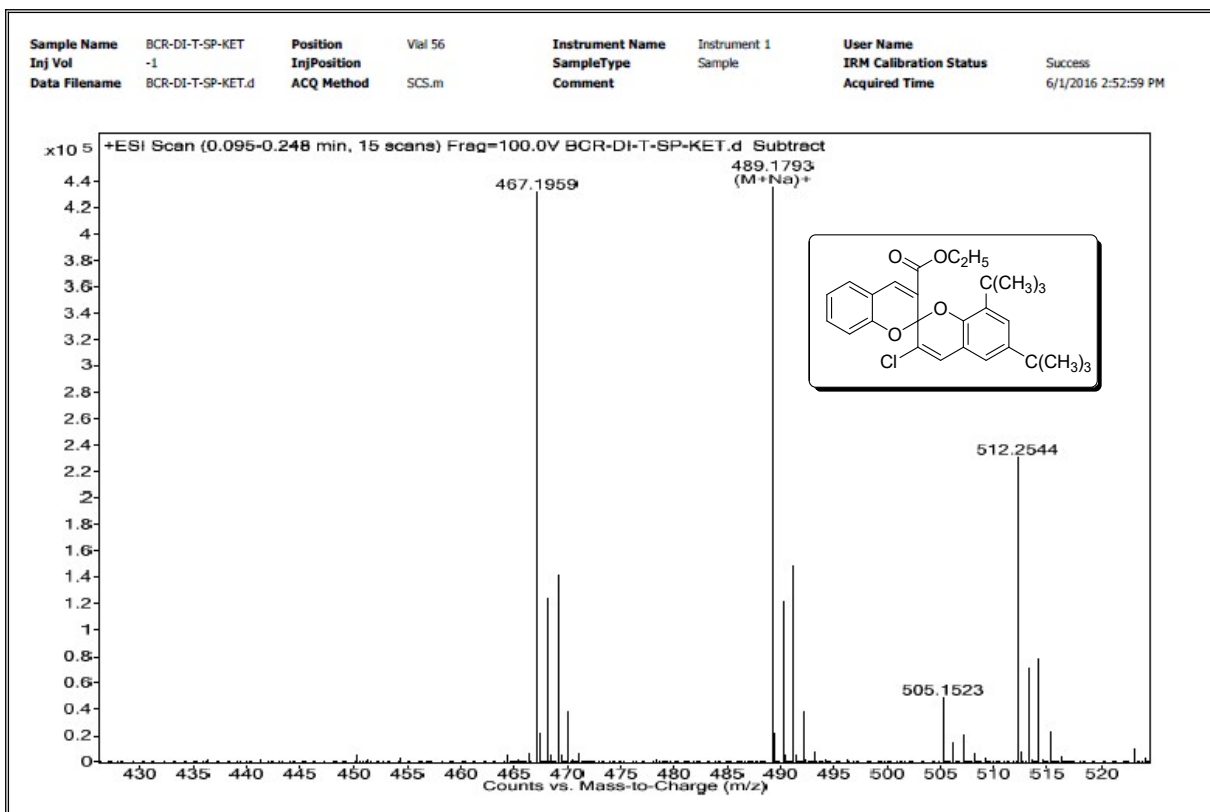 Sample Name BCR-DI-T-SP-KET Position Vial 56 Instrument Name Instrument 1 User Name
Inj Vol -1 InjPosition SampleType Sample IRM Calibration Status Success
Data Filename BCR-DI-T-SP-KET.d ACQ Method SCS.m Comment Acquired Time 6/1/2016 2:52:59 PM
x10 5 +ESI Scan (0.095-0.248 min, 15 scans) Frag=100.0V BCR-DI-T-SP-KET.d Subtract
489.1793
(M+Na)+
467.1959
4.4
4.2
4
3.8
3.6
3.4
3.2
3
2.8
2.6
2.4
2.2
2
1.8
1.6
1.4
1.2
1
0.8
0.6
0.4
0.2
0
O OC2H5
C(CH3)3
O
O
Cl
C(CH3)3
512.2544
505.1523
430 435 440 445 450 455 460 465 470 475 480 485 490 495 500 505 510 515 520
Counts vs. Mass-to-Charge (m/z)